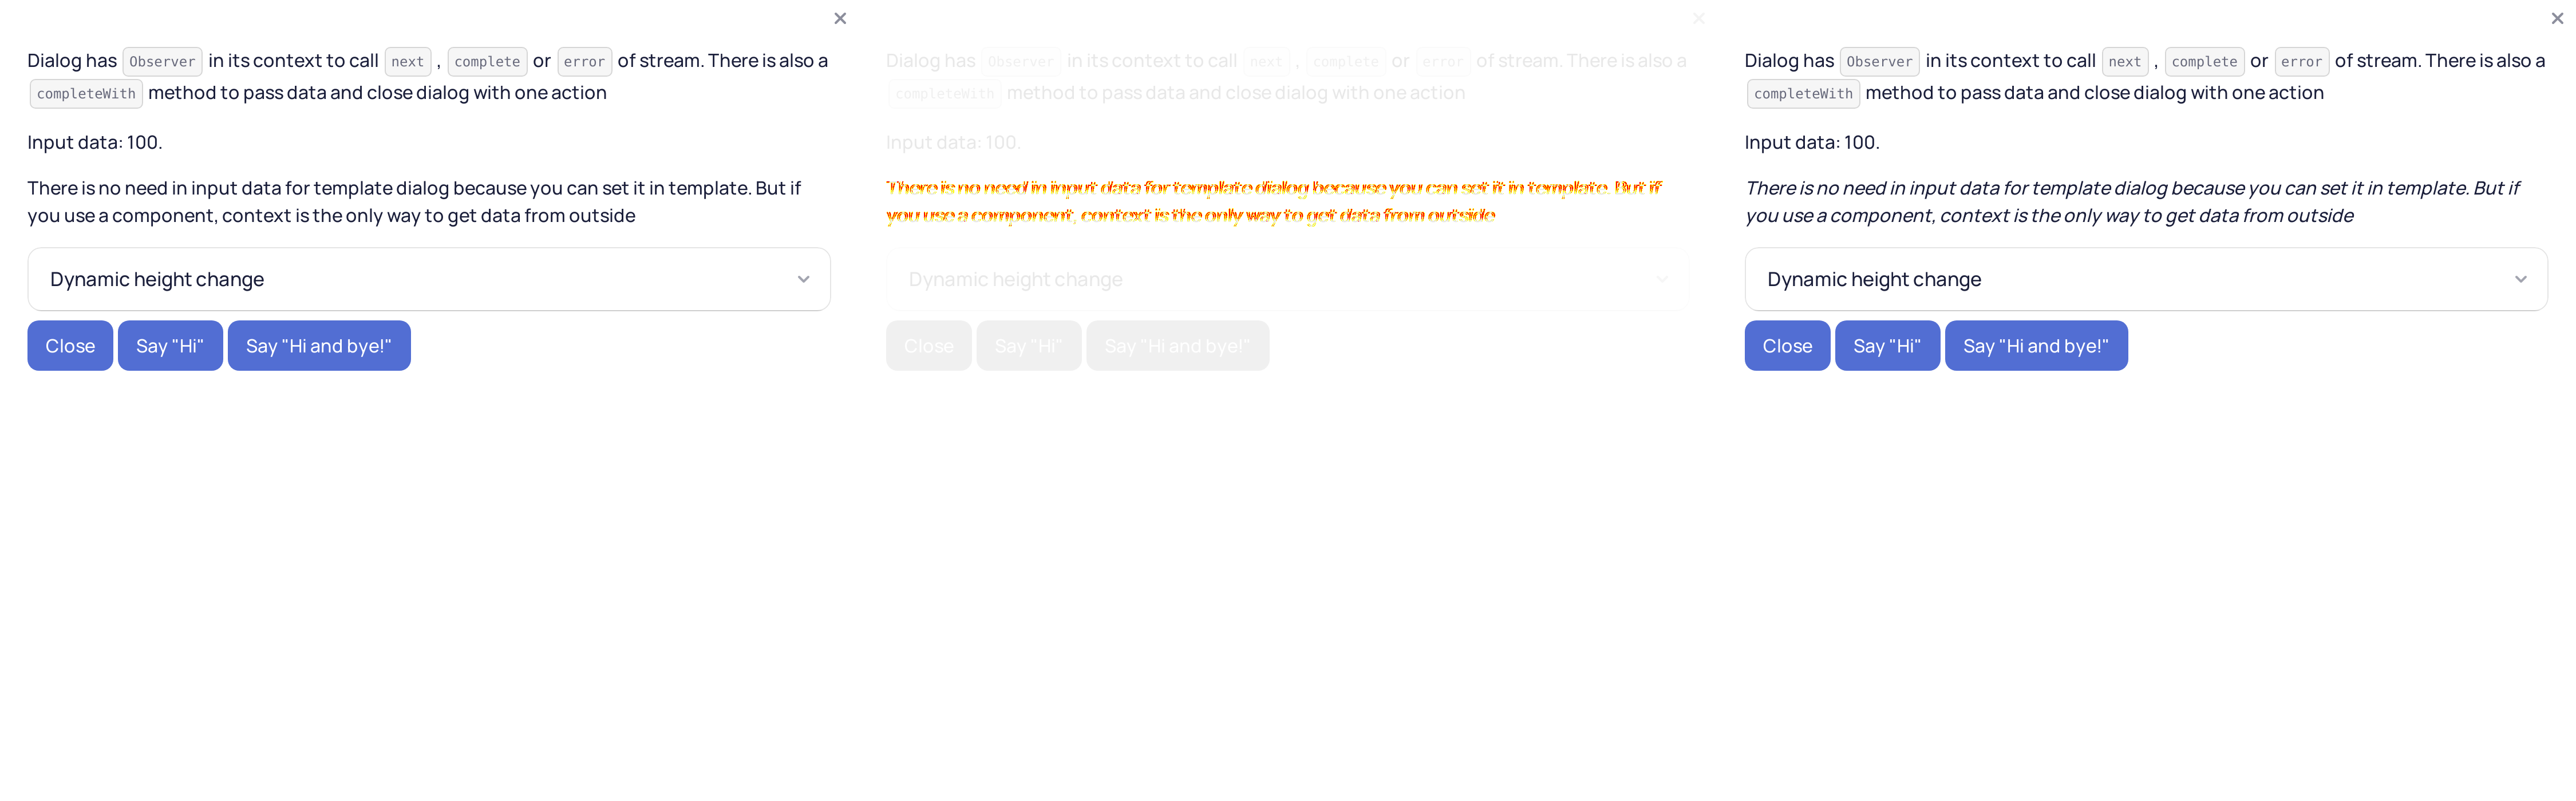 Dialog has Observer in its context to call next , complete or error of stream. There is also a
completeWith method to pass data and close dialog with one action
Input data: 100.
There is no need in input data for template dialog because you can set it in template. But if
you use a component, context is the only way to get data from outside
Dynamic height change
Close Say "Hi" Say "Hi and bye!"
Dialog has Observer in its context to call next , complete or error of stream. There is also a
completeWith method to pass data and close dialog with one action
Input data: 100.
There is no need in input data for template dialog because you can set it in template. But if
you use a component, context is the only way to get data from outside
Dynamic height change
Close Say "Hi" Say "Hi and bye!"
Dialog has Observer in its context to call next , complete or error of stream. There is also a
completeWith method to pass data and close dialog with one action
Input data: 100.
There is no need in input data for template dialog because you can set it in template. But if
you use a component, context is the only way to get data from outside
Dynamic height change
Close Say "Hi" Say "Hi and bye!"